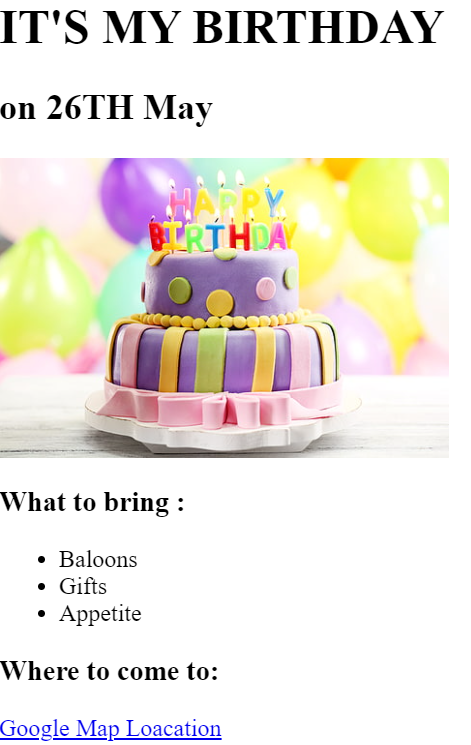 IT'S MY BIRTHDAY
on 26TH May
HAPPY
BIRTHDAY
What to bring :
Baloons
Gifts
Appetite
Where to come to:
Google Map Loacation